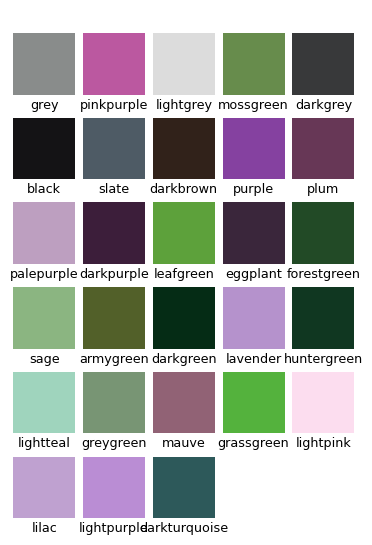 grey pinkpurple lightgrey mossgreen darkgrey
black slate darkbrown purple plum
palepurple darkpurple leafgreen eggplant forestgreen
sage armygreen darkgreen lavender huntergreen
lightteal greygreen mauve grassgreen lightpink
lilac lightpurple darkturquoise